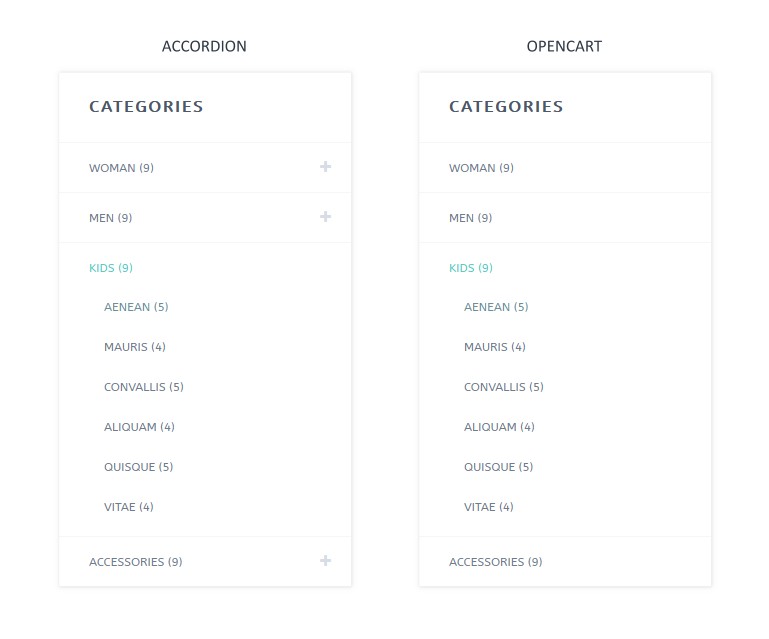 ACCORDION
CATEGORIES
WOMAN (9)
MEN (9)
KIDS (9)
AENEAN (5)
MAURIS (4)
CONVALLIS (5)
ALIQUAM (4)
QUISQUE (5)
VITAE (4)
ACCESSORIES (9)
OPENCART
CATEGORIES
WOMAN (9)
MEN (9)
KIDS (9)
AENEAN (5)
MAURIS (4)
CONVALLIS (5)
ALIQUAM (4)
QUISQUE (5)
VITAE (4)
ACCESSORIES (9)